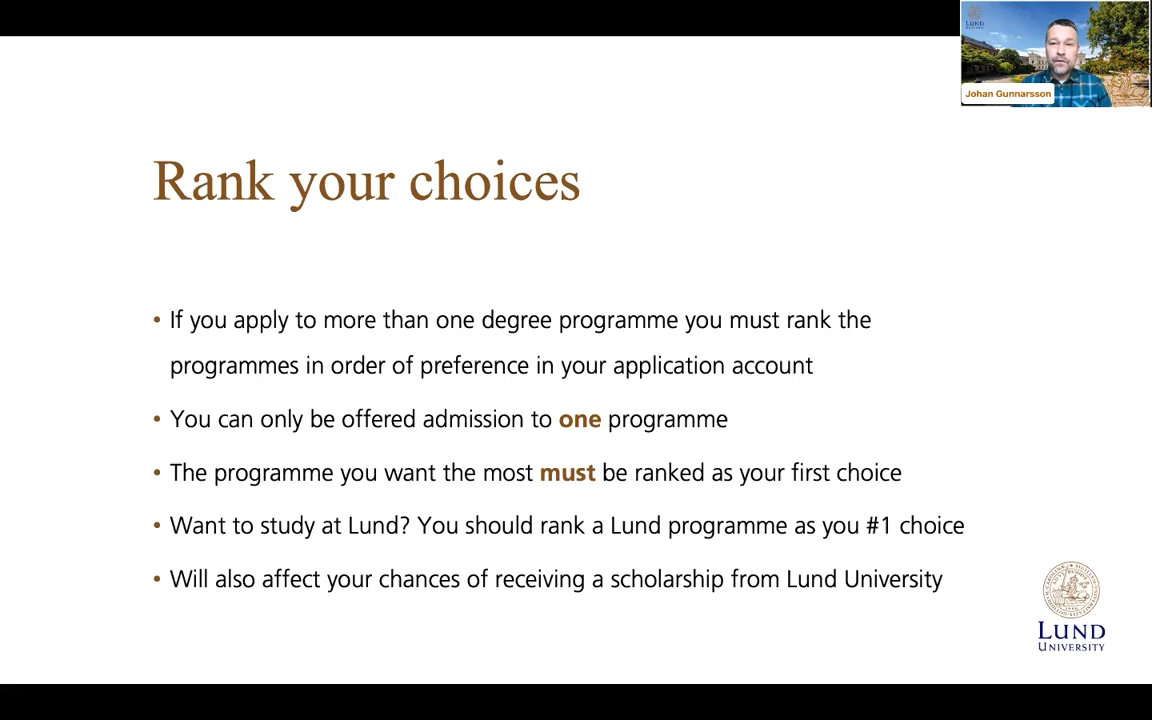 LUND
Johan Gunnarsson
Rank your choices
• If you apply to more than one degree programme you must rank the
programmes in order of preference in your application account
• You can only be offered admission to one programme
• The programme you want the most must be ranked as your first choice
• Want to study at Lund? You should rank a Lund programme as you #1 choice
• Will also affect your chances of receiving a scholarship from Lund University
LUND
UNIVERSITY